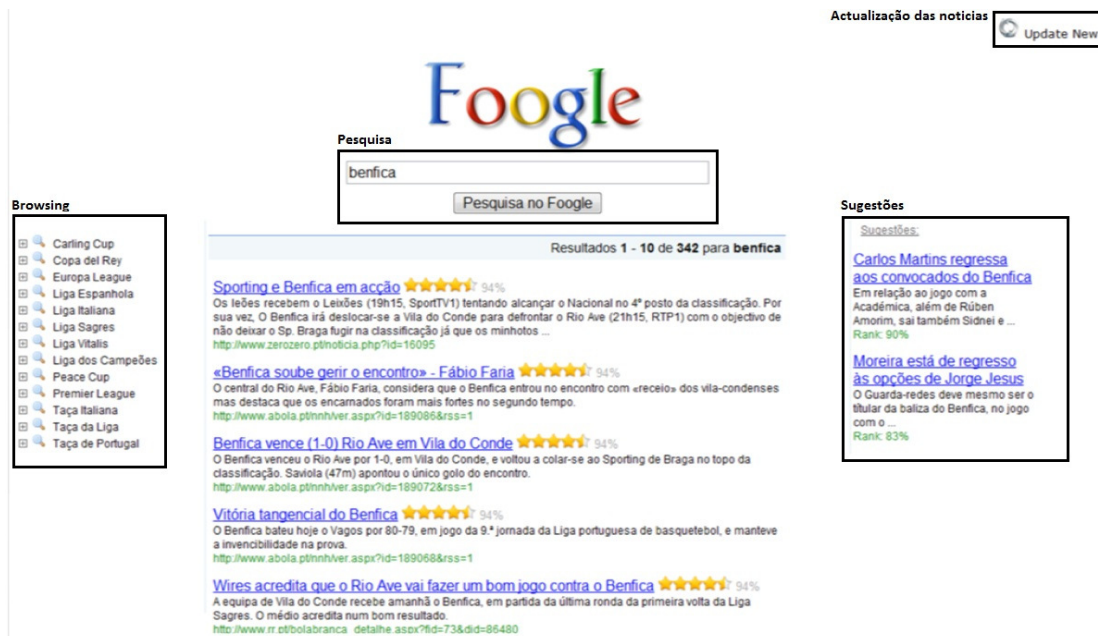 Actualização das noticias
Update New
Foogle
Pesquisa
benfica
Pesquisa no Foogle
Browsing
Carling Cup
Copa del Rey
Europa League
Liga Espanhola
Liga Italiana
Liga Sagres
Liga Vitalis
Liga dos Campeões
Peace Cup
Premier League
Taça Italiana
Taça da Liga
Taça de Portugal
Resultados 1 - 10 de 342 para benfica
Sporting e Benfica em acção 94%
Os leões recebem o Leixões (19h15, SportTV1) tentando alcançar o Nacional no 4º posto da classificação. Por
sua vez, O Benfica irá deslocar-se a Vila do Conde para defrontar o Rio Ave (21h15, RTP1) com o objectivo de
não deixar o Sp. Braga fugir na classificação já que os minhotos ...
http://www.zerozero.pt/noticia.php?id=16095
«Benfica soube gerir o encontro» - Fábio Faria 94%
O central do Rio Ave, Fábio Faria, considera que o Benfica entrou no encontro com «receio» dos vila-condenses
mas destaca que os encarnados foram mais fortes no segundo tempo.
http://www.abola.pt/nnh/ver.aspx?id=189086&rss=1
Benfica vence (1-0) Rio Ave em Vila do Conde 94%
O Benfica venceu o Rio Ave por 1-0, em Vila do Conde, e voltou a colar-se ao Sporting de Braga no topo da
classificação. Saviola (47m) apontou o único golo do encontro.
http://www.abola.pt/nnh/ver.aspx?id=189072&rss=1
Vitória tangencial do Benfica 94%
O Benfica bateu hoje o Vagos por 80-79, em jogo da 9.ª jornada da Liga portuguesa de basquetebol, e manteve
a invencibilidade na prova.
http://www.abola.pt/nnh/ver.aspx?id=189068&rss=1
Wires acredita que o Rio Ave vai fazer um bom jogo contra o Benfica 94%
A equipa de Vila do Conde recebe amanhã o Benfica, em partida da última ronda da primeira volta da Liga
Sagres. O médio acredita num bom resultado.
http://www.rr.pt/bolabranca_detalhe.aspx?fid=73&did=86480
Sugestões
Sugestões:
Carlos Martins regressa
aos convocados do Benfica
Em relação ao jogo com a
Académica, além de Rúben
Amorim, sai também Sidnei e ...
Rank: 90%
Moreira está de regresso
às opções de Jorge Jesus
O Guarda-redes deve mesmo ser o
títular da baliza do Benfica, no jogo
com o ...
Rank: 83%